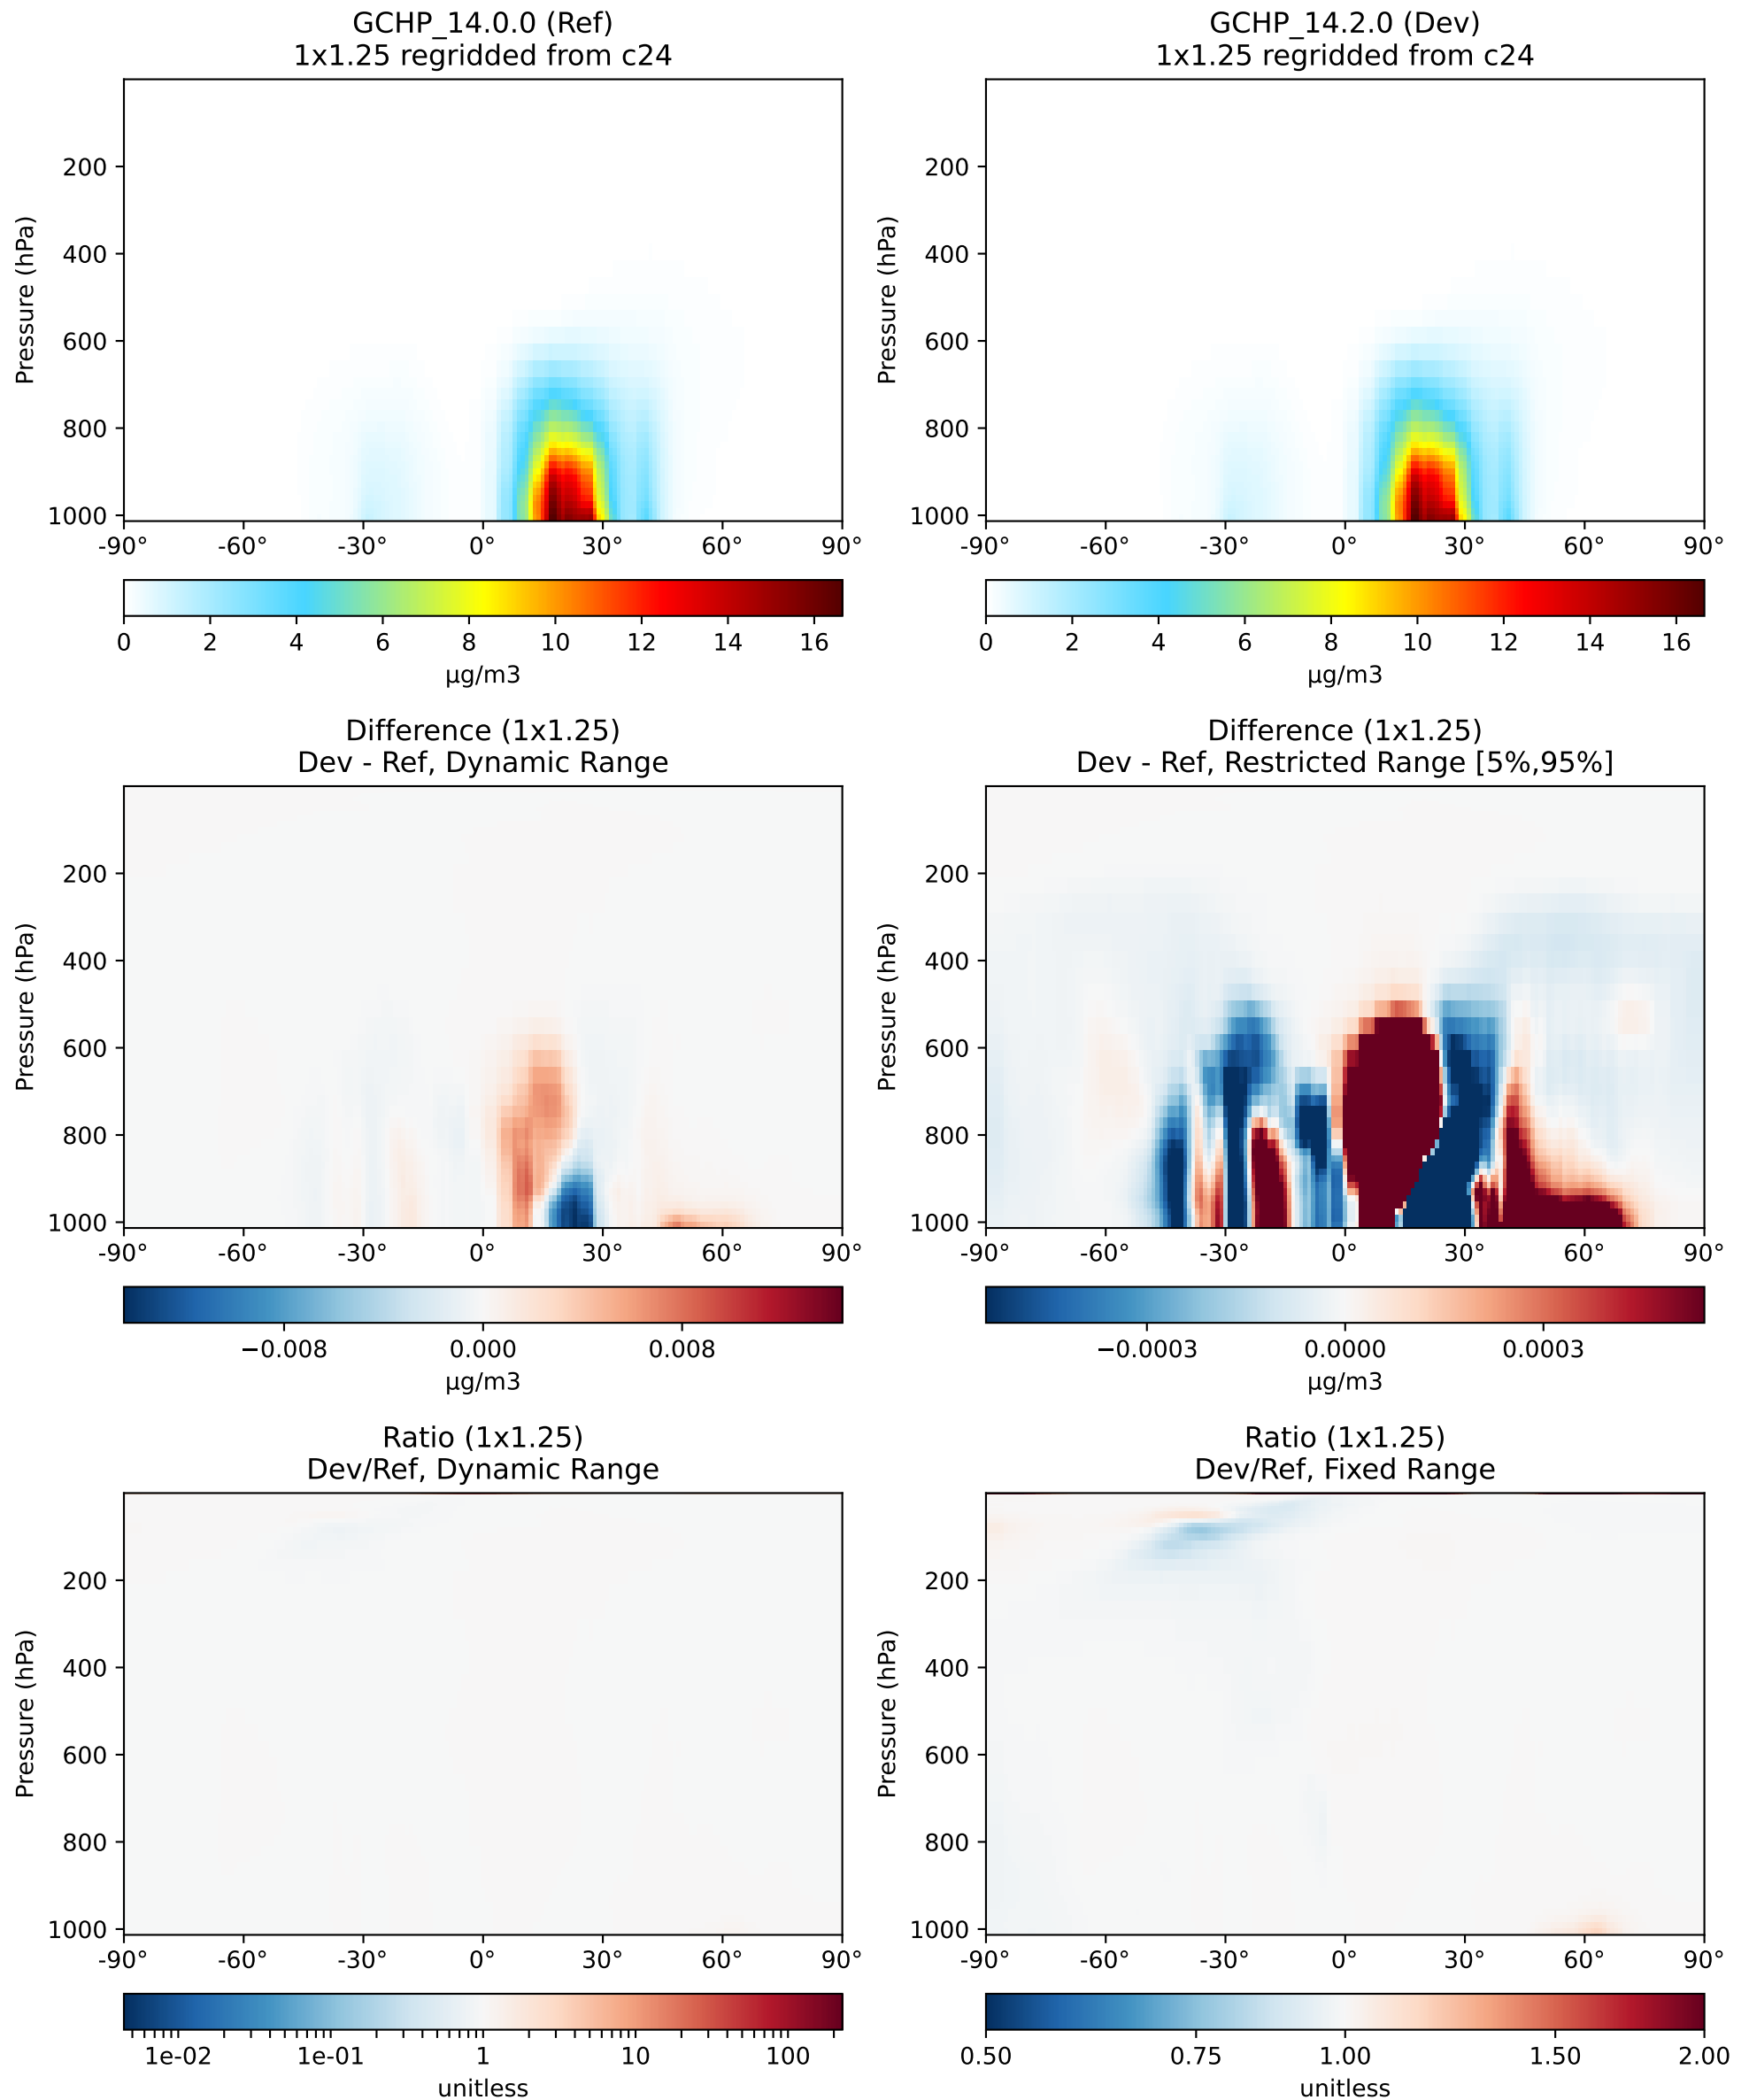 GCHP_14.0.0 (Ref)
1x1.25 regridded from c24
Pressure (hPa)
200
400
600
800
1000
-90° -60° -30° 0° 30° 60° 90°
0 2 4 6 8 10 12 14 16
µg/m3
GCHP_14.2.0 (Dev)
1x1.25 regridded from c24
Pressure (hPa)
200
400
600
800
1000
-90° -60° -30° 0° 30° 60° 90°
0 2 4 6 8 10 12 14 16
µg/m3
Difference (1x1.25)
Dev - Ref, Dynamic Range
Pressure (hPa)
200
400
600
800
1000
-90° -60° -30° 0° 30° 60° 90°
−0.008 0.000 0.008
µg/m3
Difference (1x1.25)
Dev - Ref, Restricted Range [5%,95%]
Pressure (hPa)
200
400
600
800
1000
-90° -60° -30° 0° 30° 60° 90°
−0.0003 0.0000 0.0003
µg/m3
Ratio (1x1.25)
Dev/Ref, Dynamic Range
Pressure (hPa)
200
400
600
800
1000
-90° -60° -30° 0° 30° 60° 90°
1e-02 1e-01 1 10 100
unitless
Ratio (1x1.25)
Dev/Ref, Fixed Range
Pressure (hPa)
200
400
600
800
1000
-90° -60° -30° 0° 30° 60° 90°
0.50 0.75 1.00 1.50 2.00
unitless